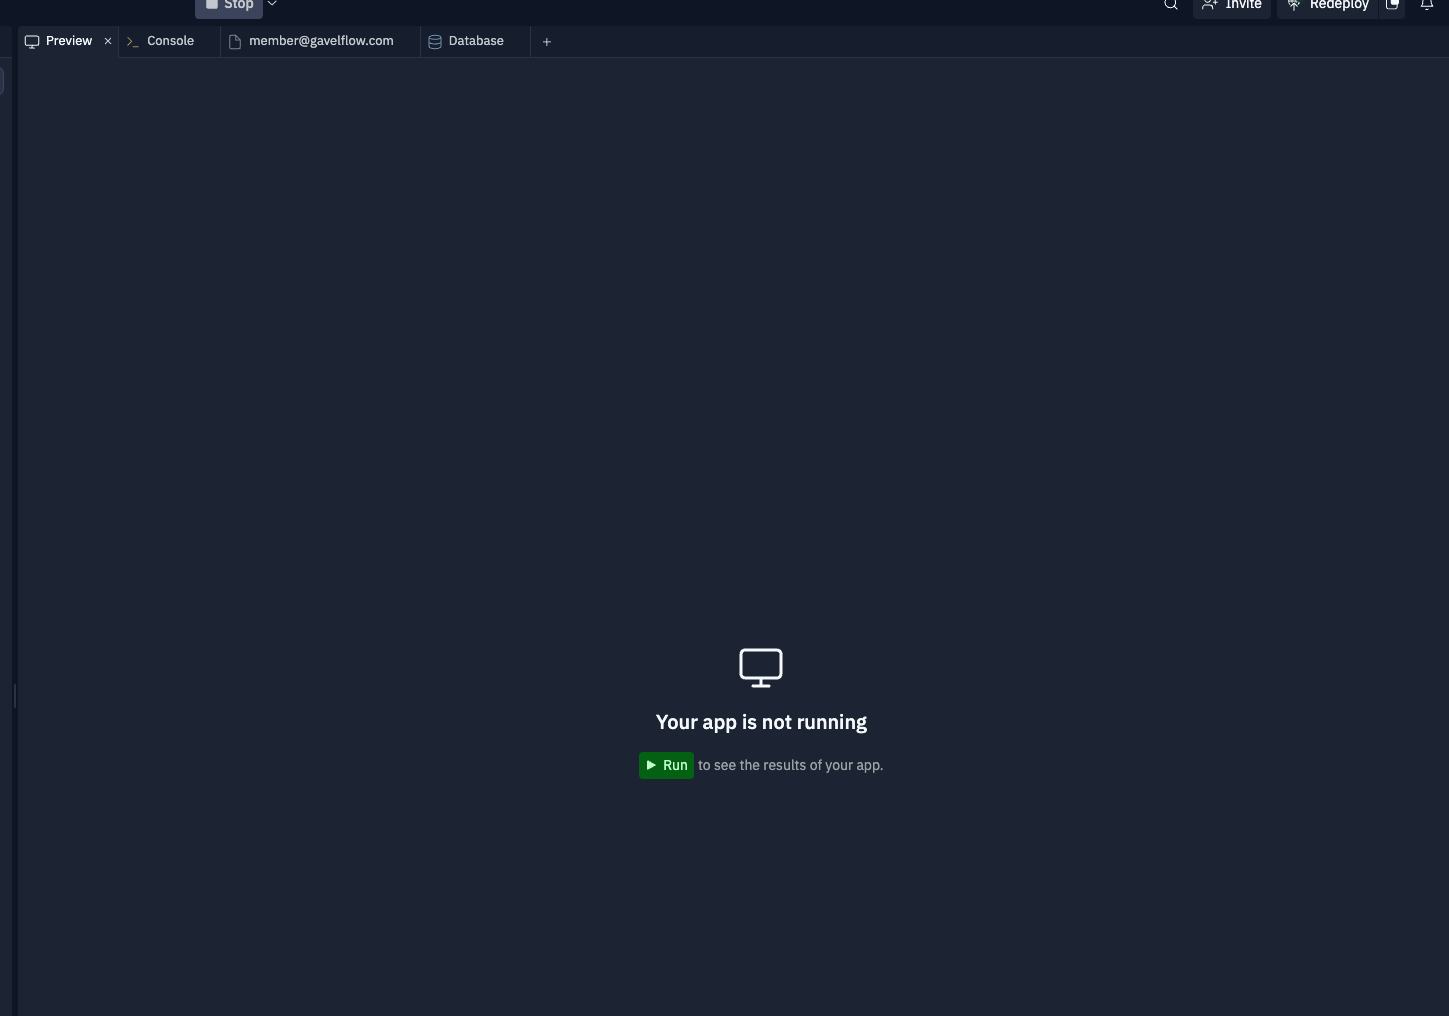 Stop
Invite
Redeploy
Preview
Console
member@gavelflow.com
Database
Your app is not running
Run to see the results of your app.